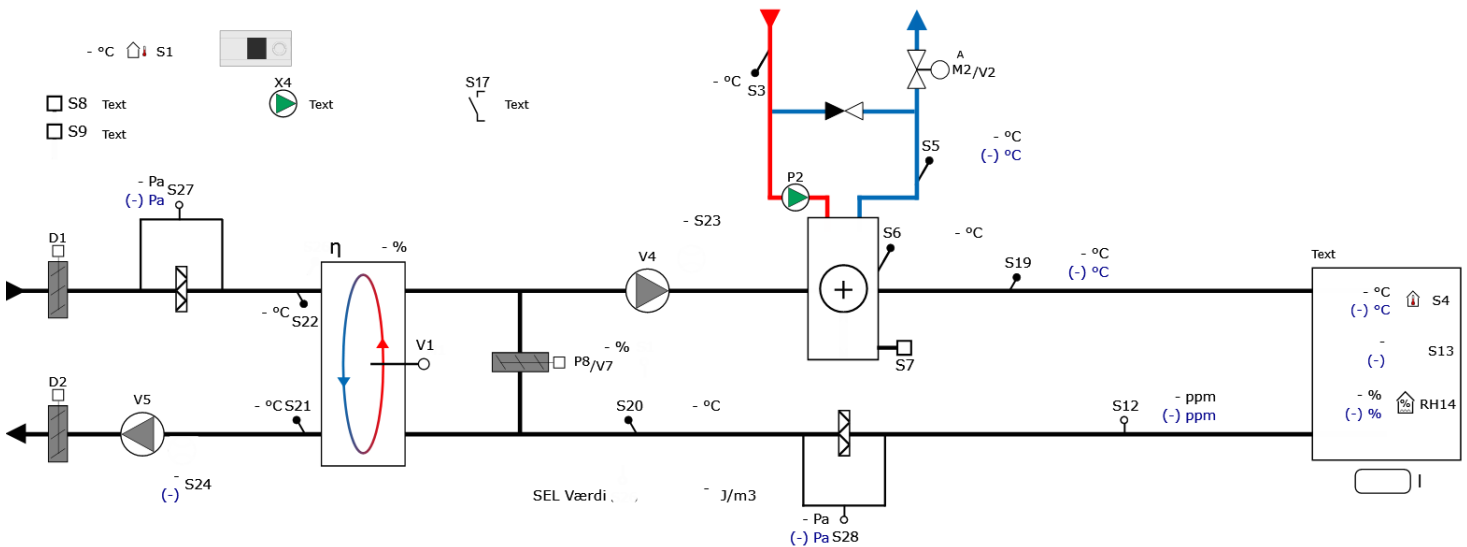 - °C S1
X4
Text
S17
Text
S8 Text
S9 Text
- °C
S3
A
M2/V2
- °C
(-) °C
S5
P2
- Pa
(-) Pa
S27
D1
η - %
- S23
V4
S6
- °C
S19
- °C
(-) °C
Text
- °C
(-) °C
S4
- °C
S22
V1
- %
P8/V7
+
S7
-
(-)
S13
D2
V5
- °C S21
S20
- °C
S12
- ppm
(-) ppm
- %
(-) %
%
RH14
-
(-)
S24
SEL Værdi
- J/m3
- Pa
(-) Pa
S28
I